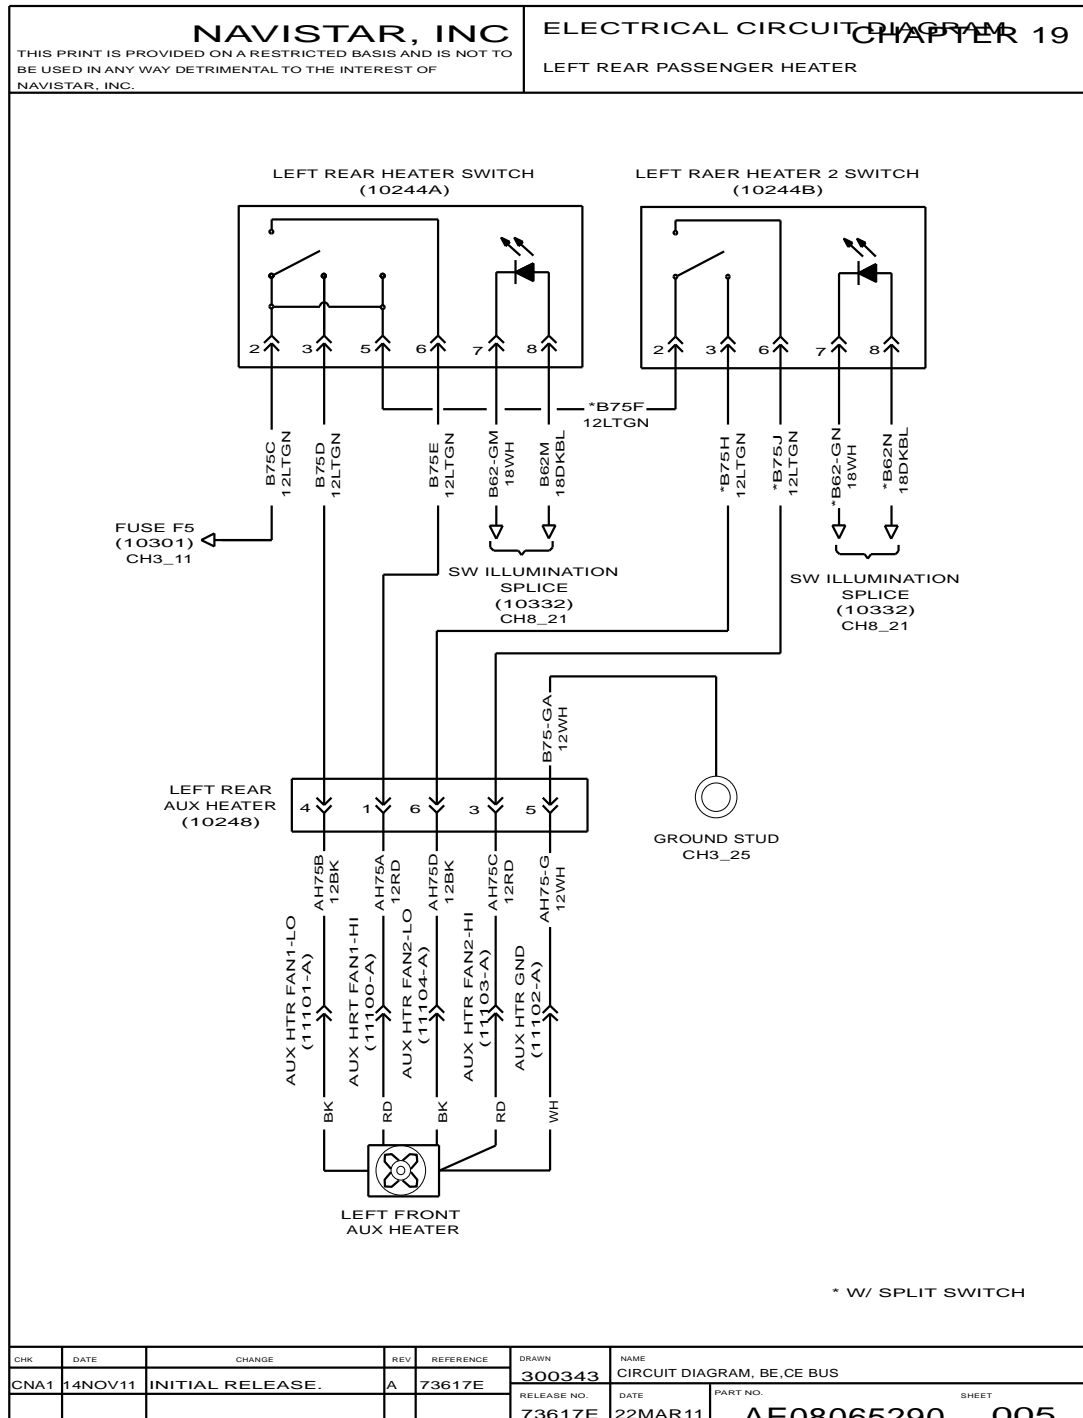 NAVISTAR, INC
THIS PRINT IS PROVIDED ON A RESTRICTED BASIS AND IS NOT TO
BE USED IN ANY WAY DETRIMENTAL TO THE INTEREST OF
NAVISTAR, INC.
ELECTRICAL CIRCUIT DIAGRAM
CHAPTER 19
LEFT REAR PASSENGER HEATER
LEFT REAR HEATER SWITCH
(10244A)
LEFT RAER HEATER 2 SWITCH
(10244B)
2 3 5 6 7 8
2 3 6 7 8
*B75F
12LTGN
B75C
12LTGN
B75D
12LTGN
B75E
12LTGN
B62-GM
18WH
B62M
18DKBL
*B75H
12LTGN
*B75J
12LTGN
*B62-GN
18WH
*B62N
18DKBL
FUSE F5
(10301)
CH3_11
SW ILLUMINATION
SPLICE
(10332)
CH8_21
SW ILLUMINATION
SPLICE
(10332)
CH8_21
B75-GA
12WH
LEFT REAR
AUX HEATER
(10248)
4 1 6 3 5
GROUND STUD
CH3_25
AH75B
12BK
AH75A
12RD
AH75D
12BK
AH75C
12RD
AH75-G
12WH
AUX HTR FAN1-LO
(11101-A)
AUX HRT FAN1-HI
(11100-A)
AUX HTR FAN2-LO
(11104-A)
AUX HTR FAN2-HI
(11103-A)
AUX HTR GND
(11102-A)
BK
RD
BK
RD
WH
LEFT FRONT
AUX HEATER
* W/ SPLIT SWITCH
CHK DATE CHANGE REV REFERENCE
CNA1 14NOV11 INITIAL RELEASE. A 73617E
DRAWN
300343
NAME
CIRCUIT DIAGRAM, BE,CE BUS
RELEASE NO.
73617E
DATE
22MAR11
PART NO.
AE08065290
SHEET
005